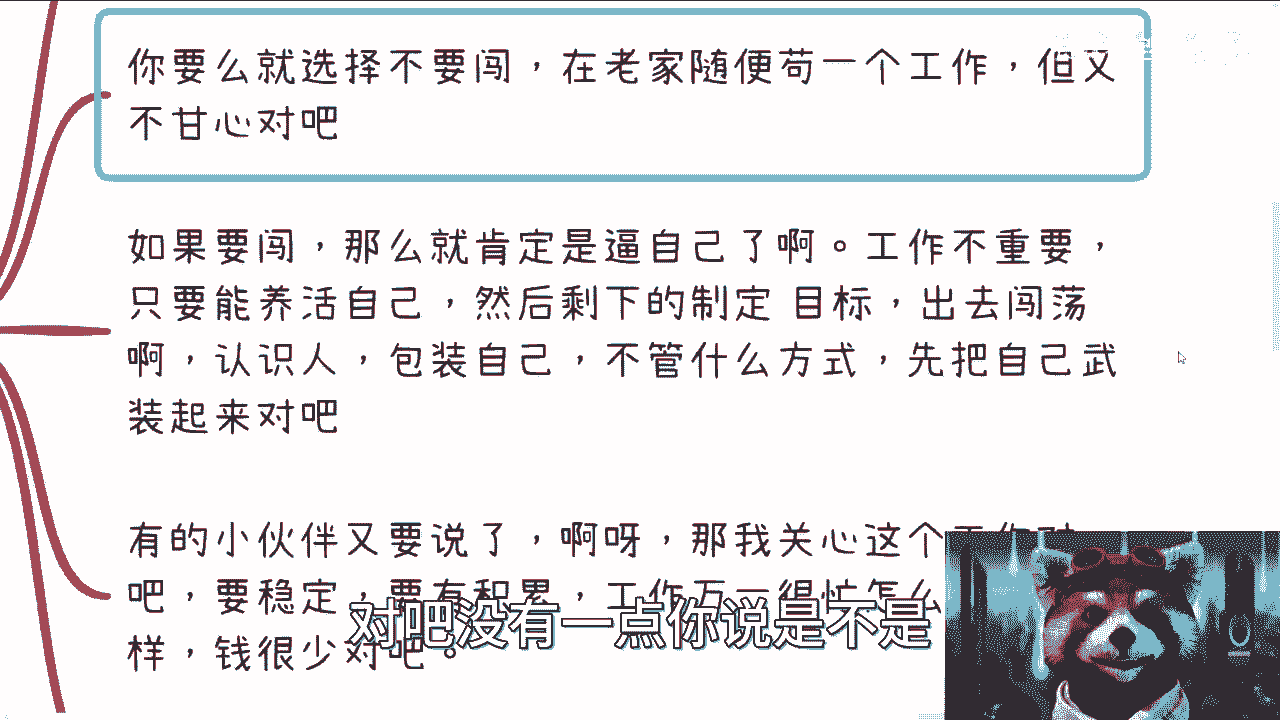 你要么就选择不要闯，在老家随便苟一个工作，但又
不甘心对吧
如果要闯，那么就肯定是逼自己了啊。工作不重要，
只要能养活自己，然后剩下的制定 目标，出去闯荡
啊，认识人，包装自己，不管什么方式，先把自己武
装起来对吧
有的小伙伴又要说了，啊呀，那我关心这个工作对
吧，要稳定，要有积累，工作万一很忙怎么
样，钱很少对吧。
对吧没有一点你说是不是